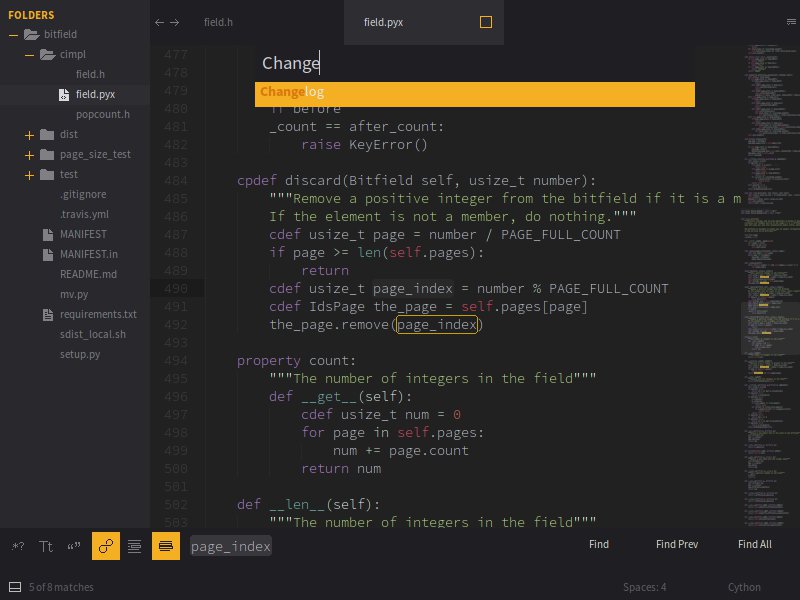 FOLDERS
bitfield
cimpl
field.h
field.pyx
popcount.h
dist
page_size_test
test
.gitignore
.travis.yml
MANIFEST
MANIFEST.in
README.md
mv.py
requirements.txt
sdist_local.sh
setup.py
field.h
field.pyx
Change
Changelog
477
478
480 if before
481 _count == after_count:
482 raise KeyError()
483
484 cpdef discard(Bitfield self, usize_t number):
485 """Remove a positive integer from the bitfield if it is a m
486 If the element is not a member, do nothing."""
487 cdef usize_t page = number / PAGE_FULL_COUNT
488 if page >= len(self.pages):
489 return
490 cdef usize_t page_index = number % PAGE_FULL_COUNT
491 cdef IdsPage the_page = self.pages[page]
492 the_page.remove(page_index)
493
494 property count:
495 """The number of integers in the field"""
496 def __get__(self):
497 cdef usize_t num = 0
498 for page in self.pages:
499 num += page.count
500 return num
501
502 def __len__(self):
503 """The number of integers in the field"""
.*? Tt “” page_index Find Find Prev Find All
5 of 8 matches Spaces: 4 Cython